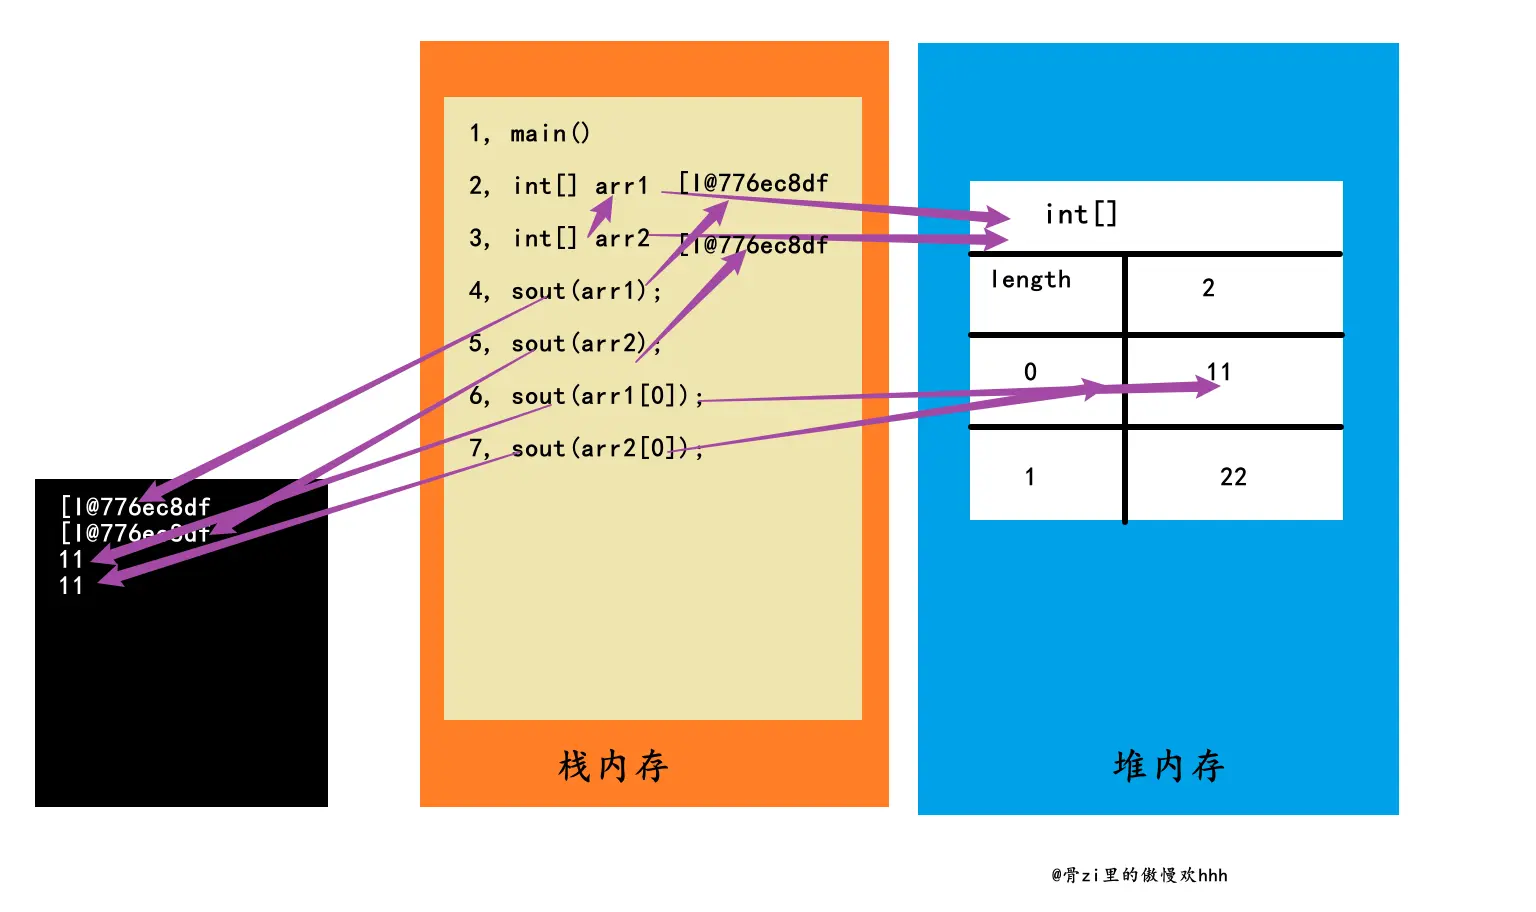 1, main()
2, int[] arr1 [I@776ec8df
3, int[] arr2 [I@776ec8df
4, sout(arr1);
5, sout(arr2);
6, sout(arr1[0]);
7, sout(arr2[0]);
栈内存
int[]
length 2
0 11
1 22
堆内存
[I@776ec8df
[I@776ec8df
11
11
@骨zi里的傲慢欢hhh